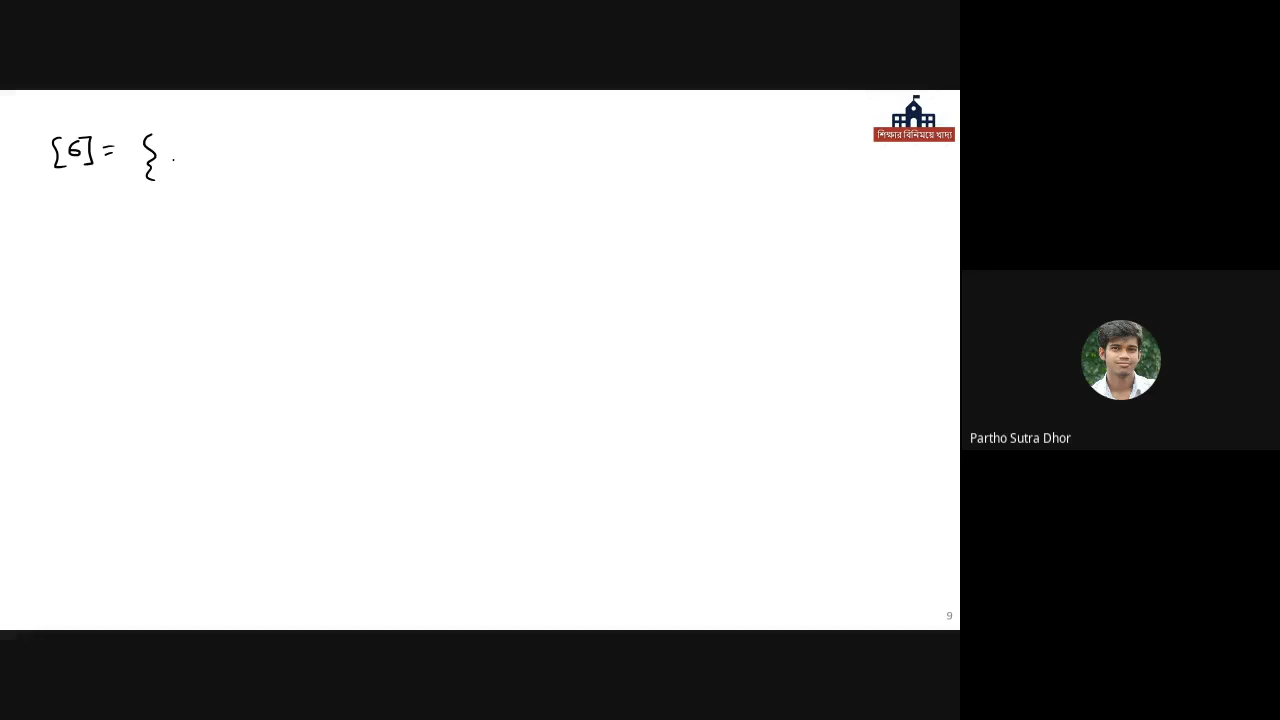 [6] = { .
শিক্ষার বিনিময়ে খাদ্য
Partho Sutra Dhor
9